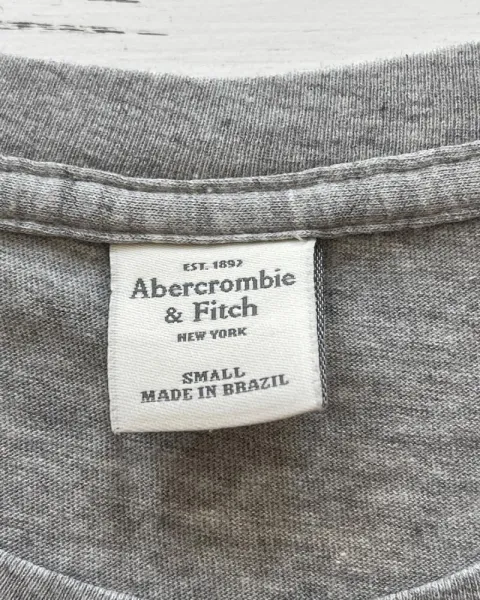 EST. 1892
Abercrombie
& Fitch
NEW YORK
SMALL
MADE IN BRAZIL